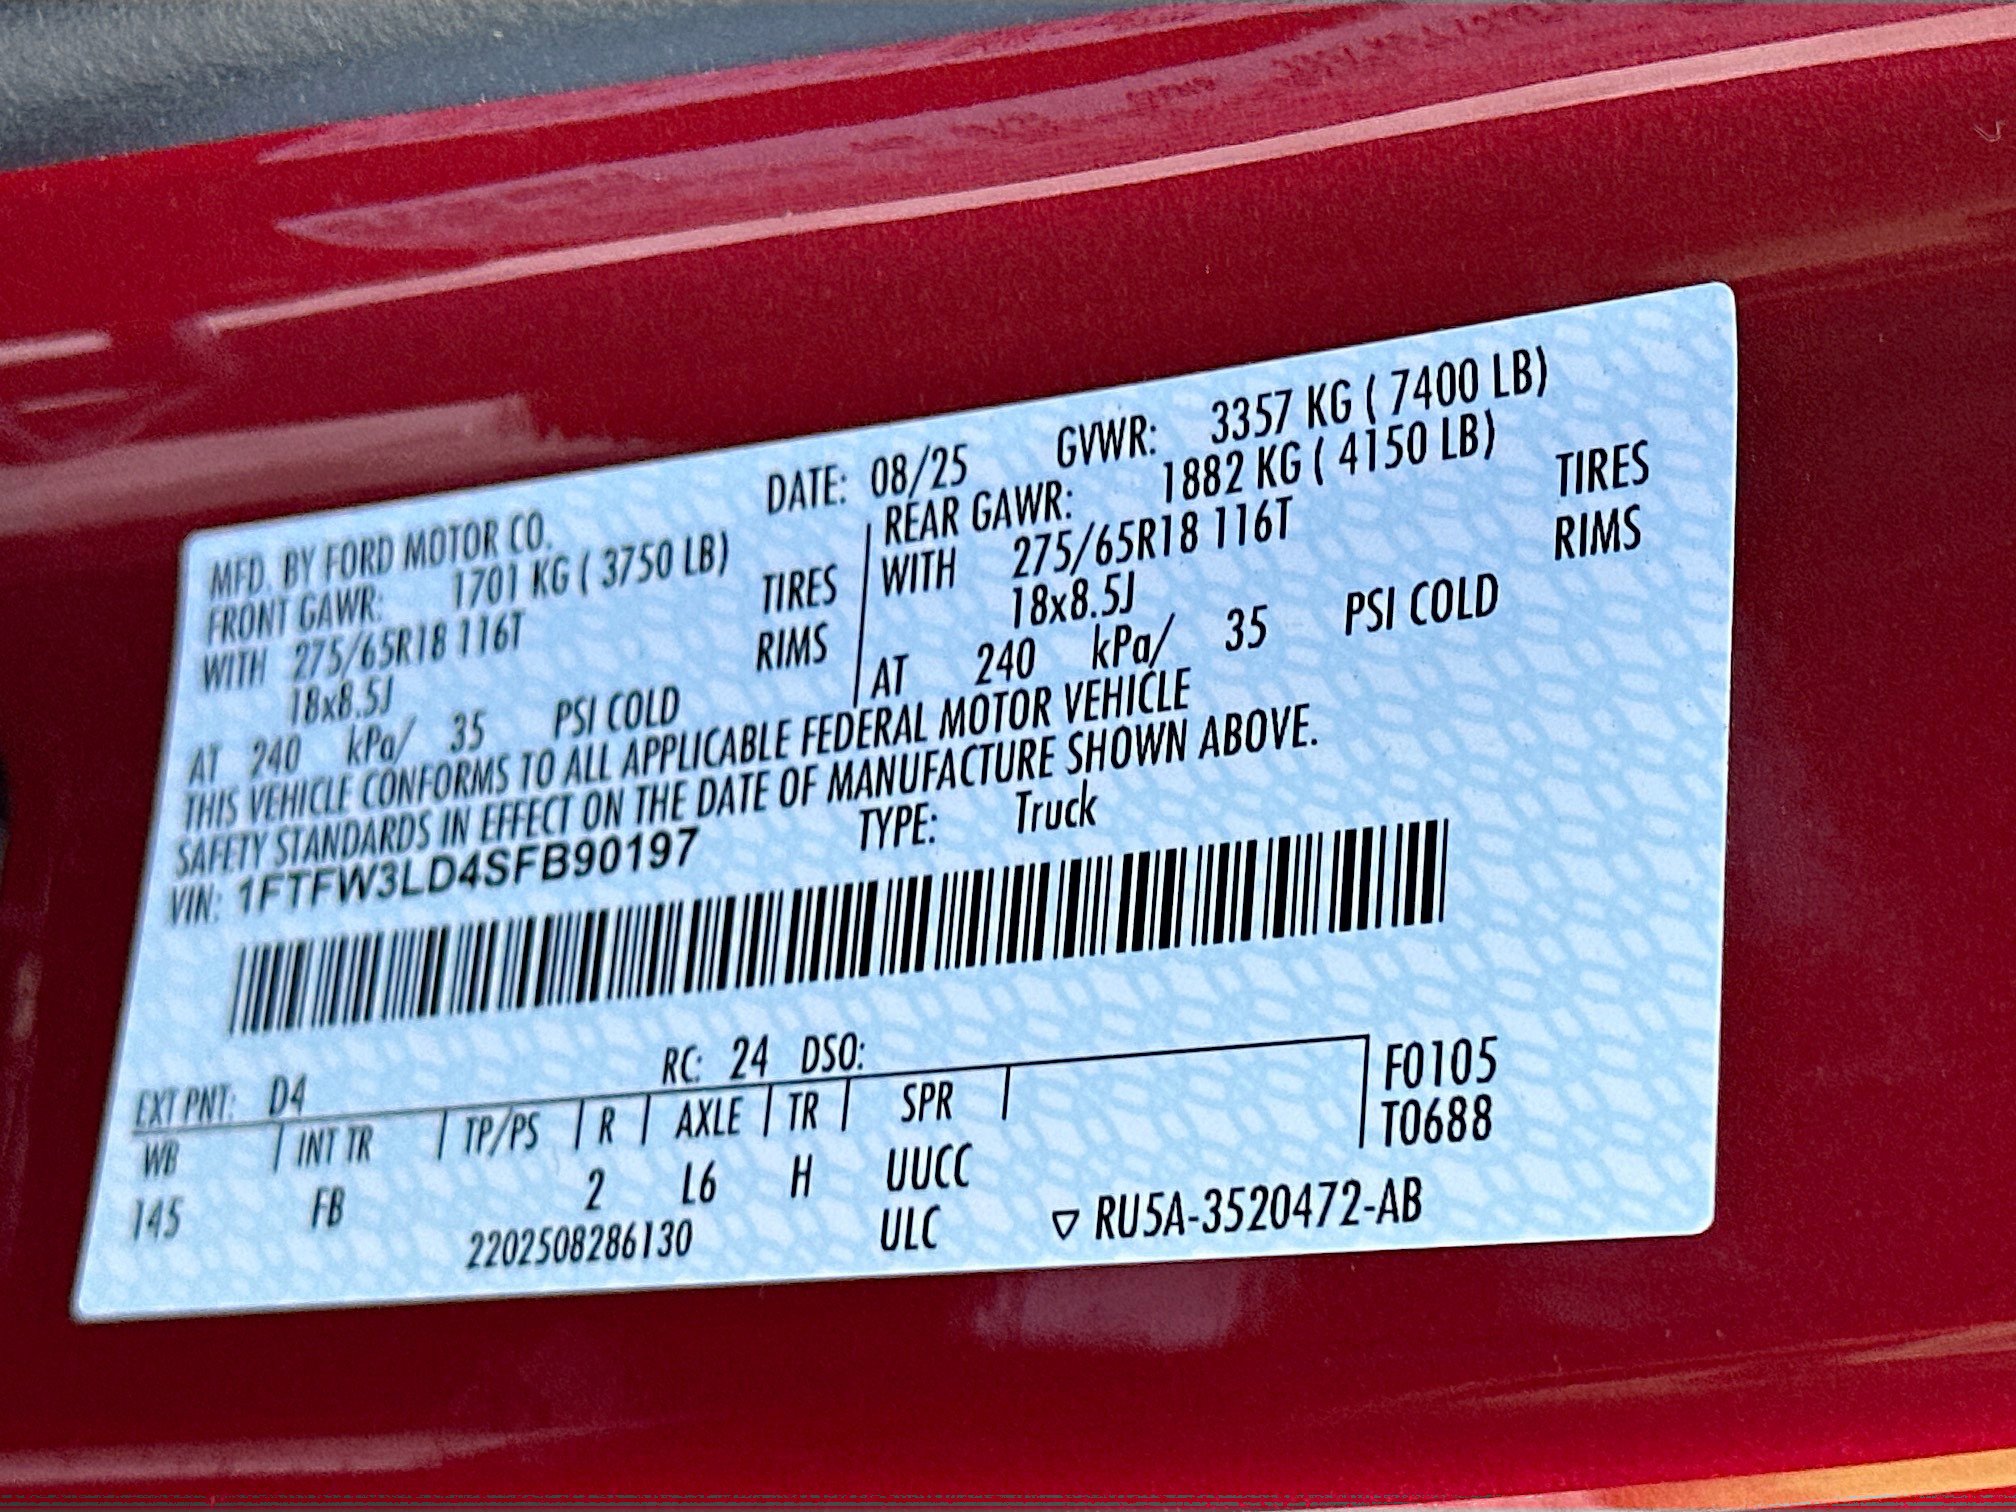 DATE: 08/25 GVWR: 3357 KG ( 7400 LB)
MFD. BY FORD MOTOR CO.
FRONT GAWR: 1701 KG ( 3750 LB)
WITH 275/65R18 116T TIRES
18x8.5J RIMS
AT 240 kPa/ 35 PSI COLD
REAR GAWR: 1882 KG ( 4150 LB)
WITH 275/65R18 116T TIRES
18x8.5J RIMS
AT 240 kPa/ 35 PSI COLD
THIS VEHICLE CONFORMS TO ALL APPLICABLE FEDERAL MOTOR VEHICLE
SAFETY STANDARDS IN EFFECT ON THE DATE OF MANUFACTURE SHOWN ABOVE.
VIN: 1FTFW3LD4SFB90197 TYPE: Truck
EXT PNT: D4 RC: 24 DSO:
WB | INT TR | TP/PS | R | AXLE | TR | SPR |
F0105
T0688
145 FB 2 L6 H UUCC
2202508286130 ULC ▽ RU5A-3520472-AB